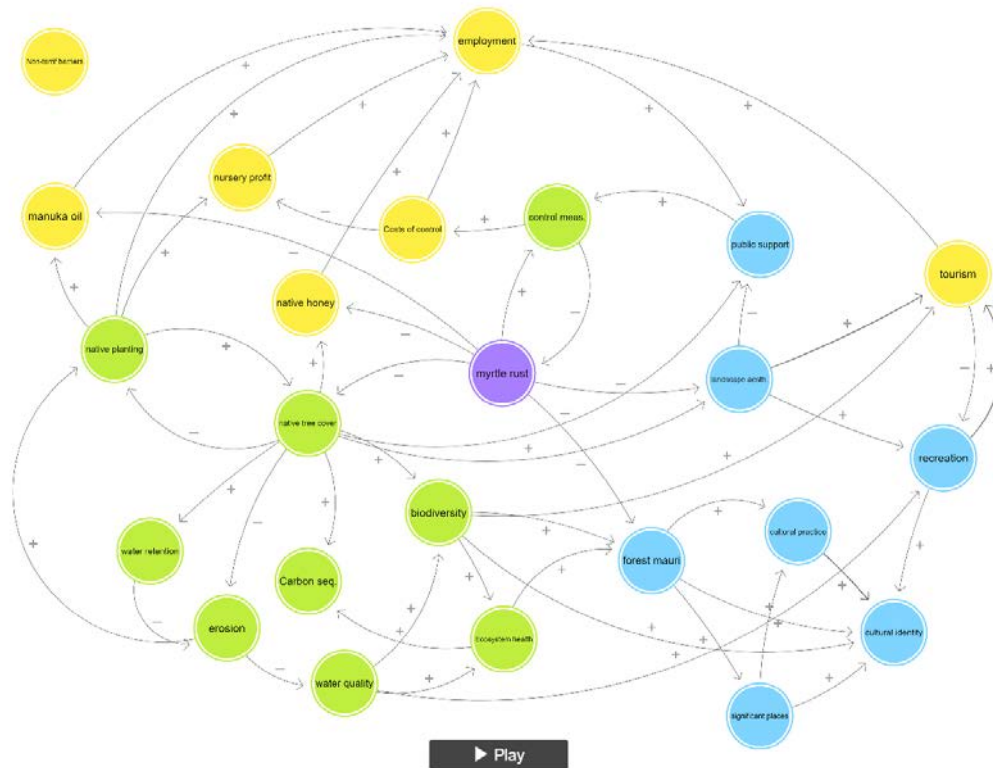 employment
Non-tarrif barriers
nursery profit
manuka oil
Costs of control
control meas.
public support
tourism
native honey
native planting
myrtle rust
landscape aesth
native tree cover
recreation
biodiversity
cultural practice
water retention
forest mauri
Carbon seq.
erosion
Ecosystem health
cultural identity
water quality
significant places
Play